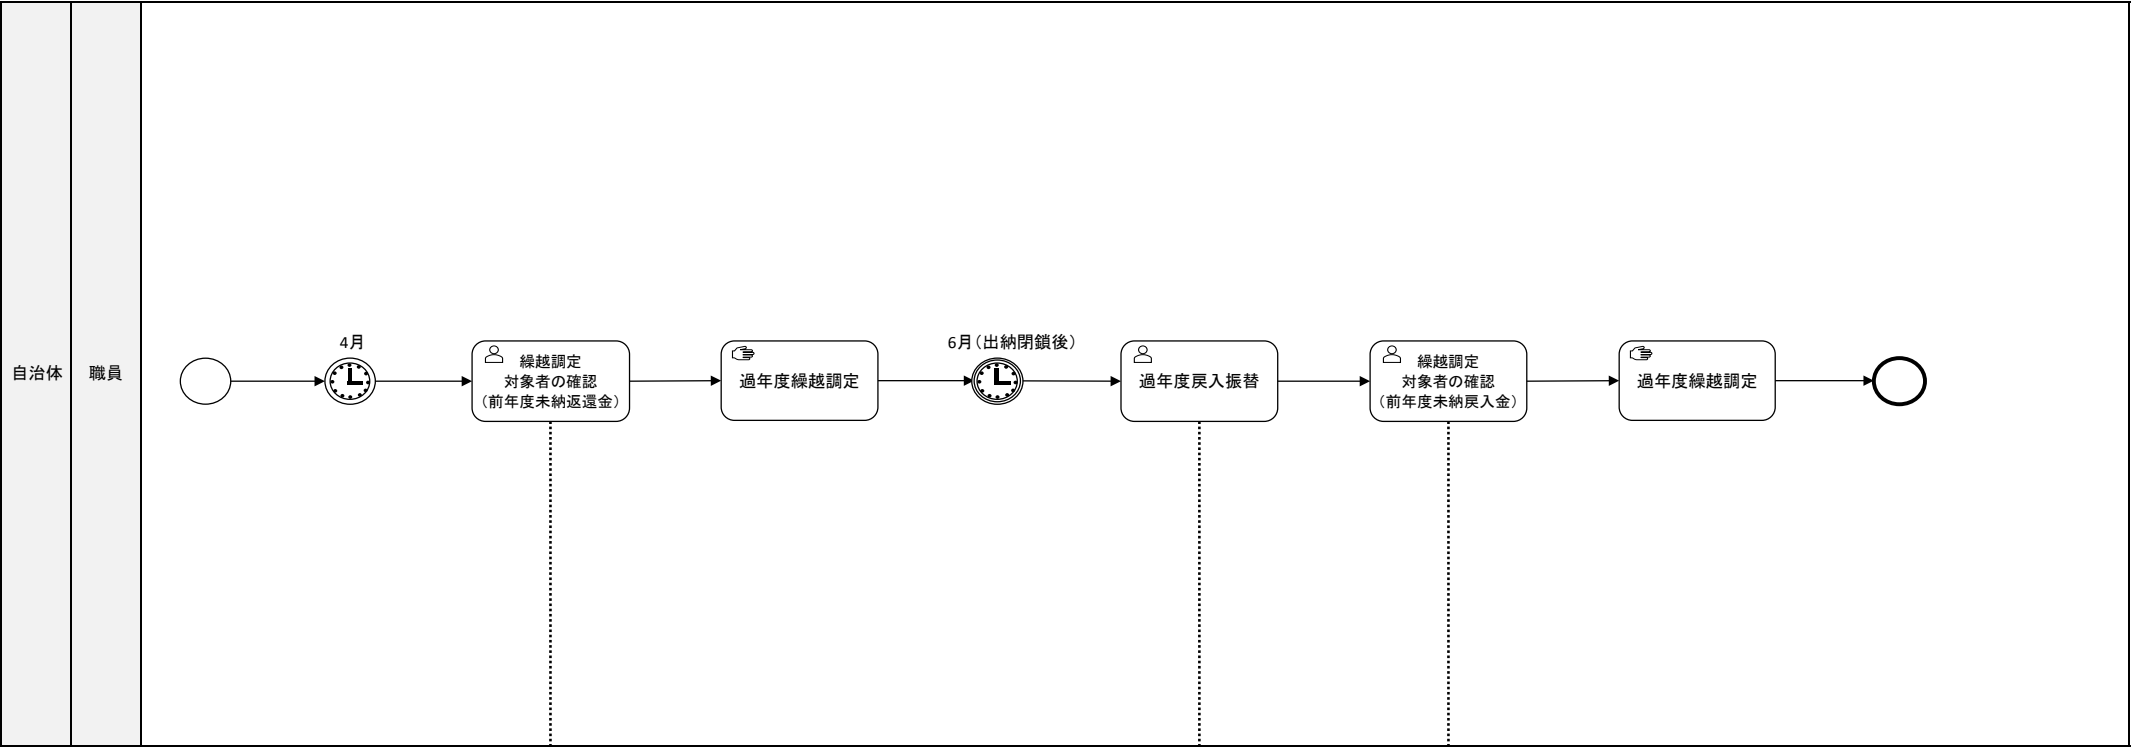 自治体
職員
4月
繰越調定
対象者の確認
（前年度未納返還金）
過年度繰越調定
6月（出納閉鎖後）
過年度戻入振替
繰越調定
対象者の確認
（前年度未納戻入金）
過年度繰越調定